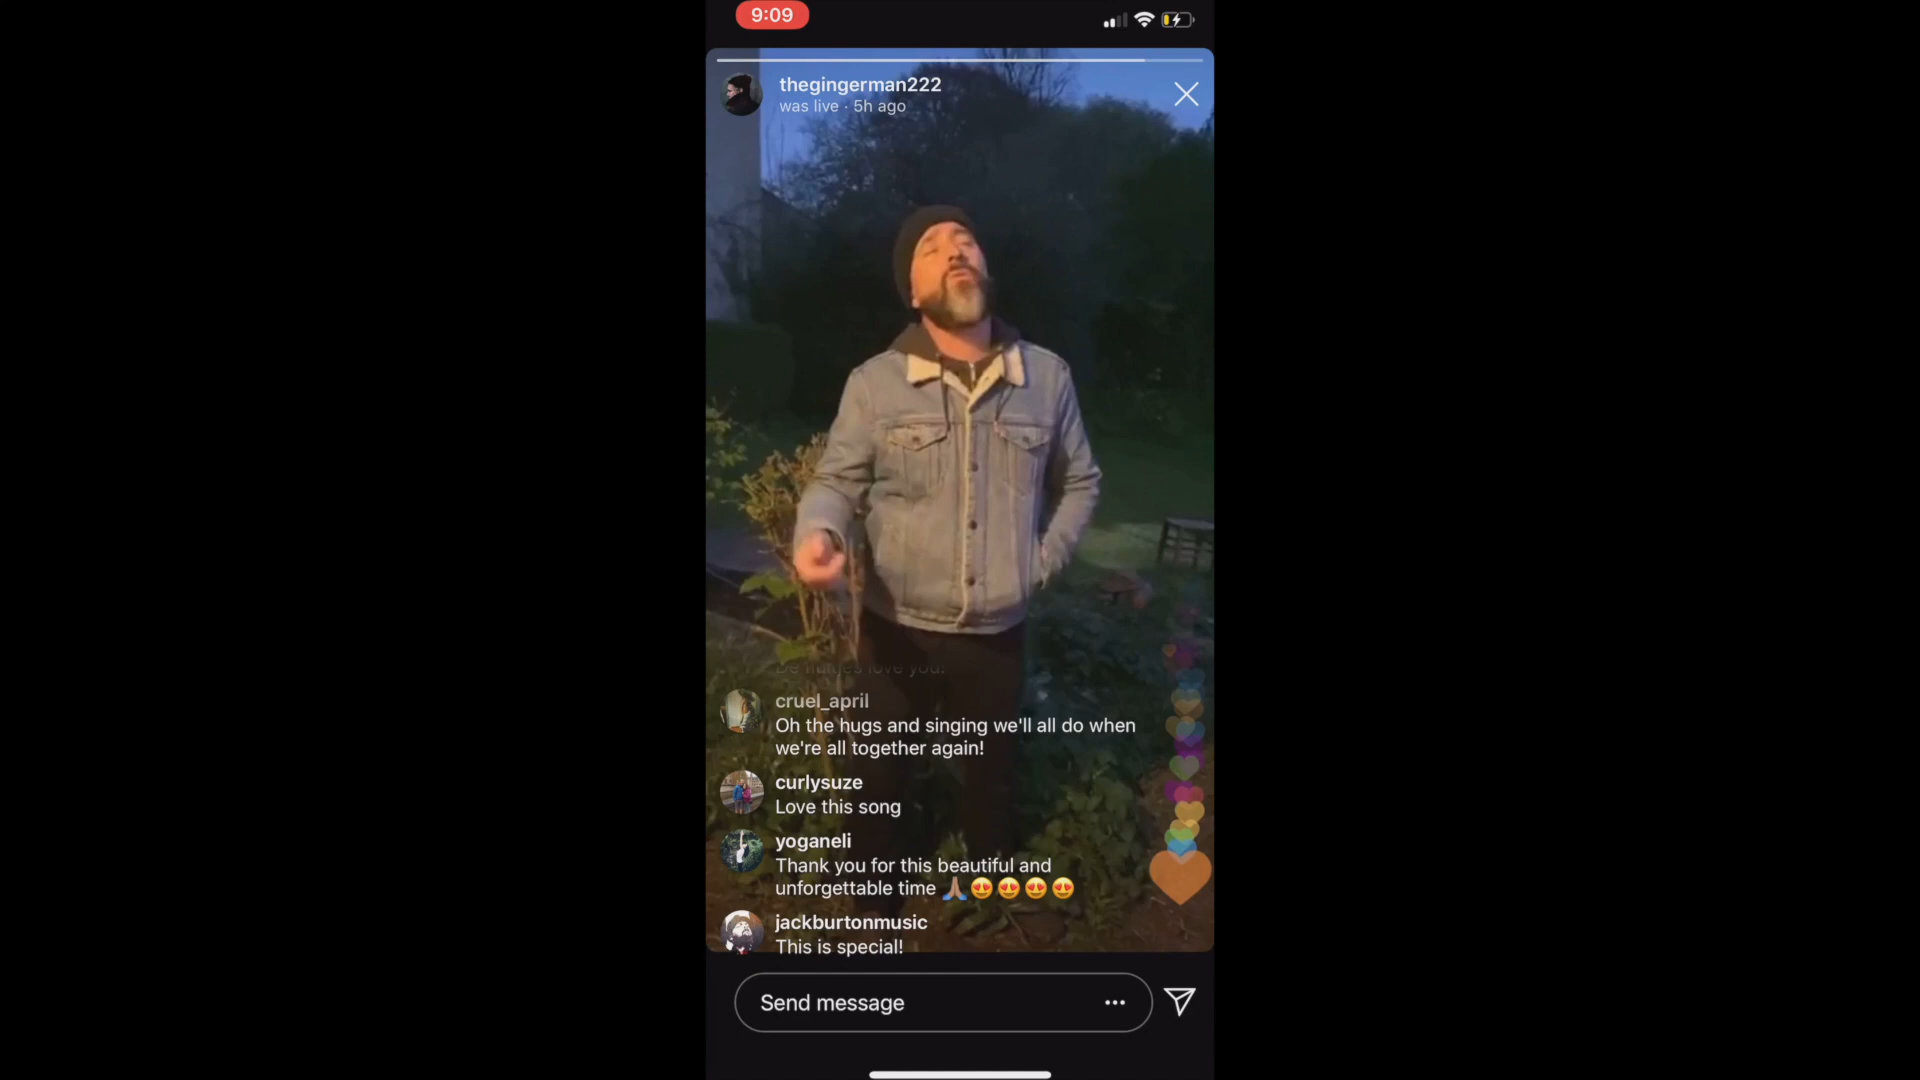 9:09
thegingerman222
was live · 5h ago
love you!
cruel_april
Oh the hugs and singing we'll all do when
we're all together again!
curlysuze
Love this song
yoganeli
Thank you for this beautiful and
unforgettable time 🙏🏽😍😍😍😍
jackburtonmusic
This is special!
Send message